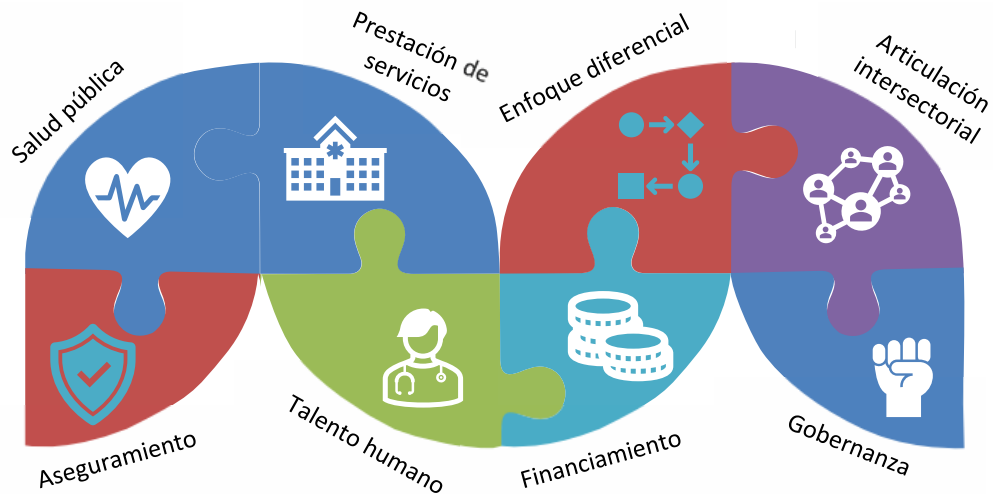 Salud pública
Prestación de
servicios
Enfoque diferencial
Articulación
intersectorial
Aseguramiento
Talento humano
Financiamiento
Gobernanza